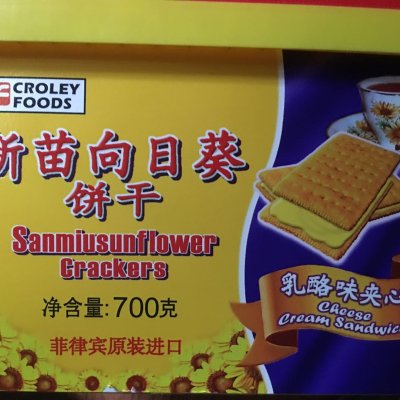 CROLEY
FOODS
新苗向日葵
饼干
Sanmiusunflower
Crackers
净含量: 700克
菲律宾原装进口
乳酪味夹心
Cheese
Cream Sandwich